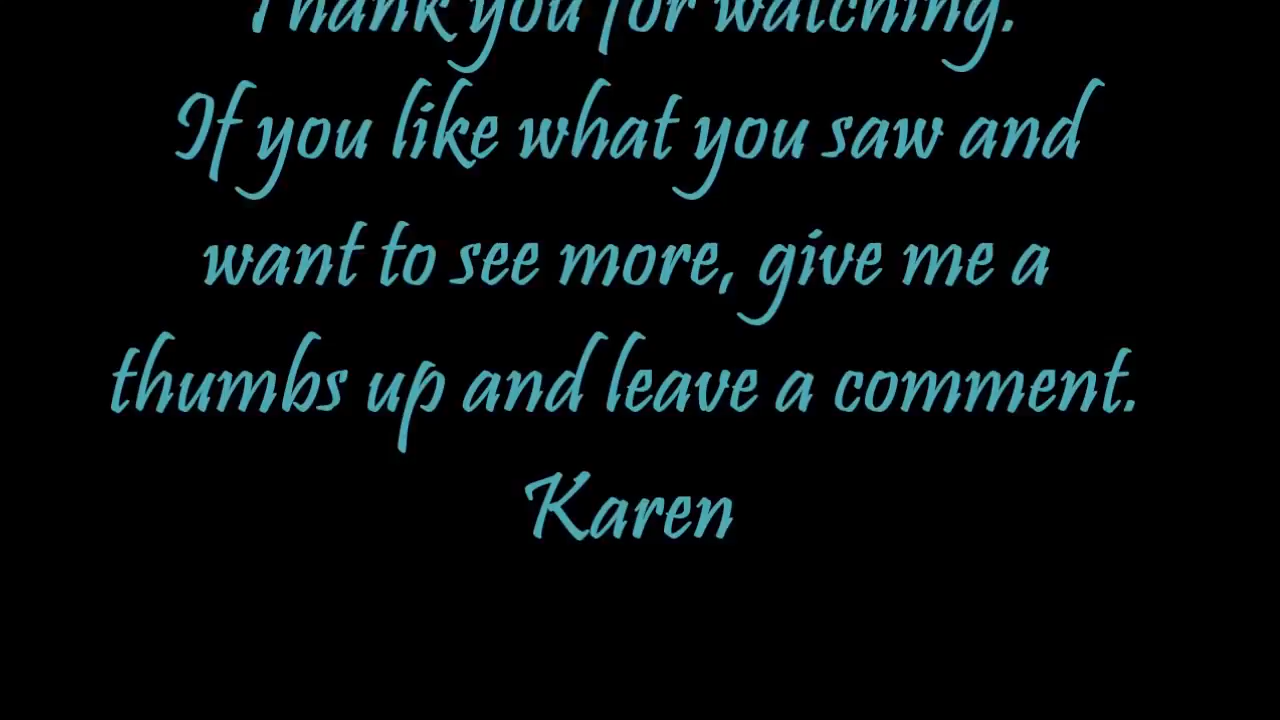 Thank you for watching.
If you like what you saw and
want to see more, give me a
thumbs up and leave a comment.
Karen